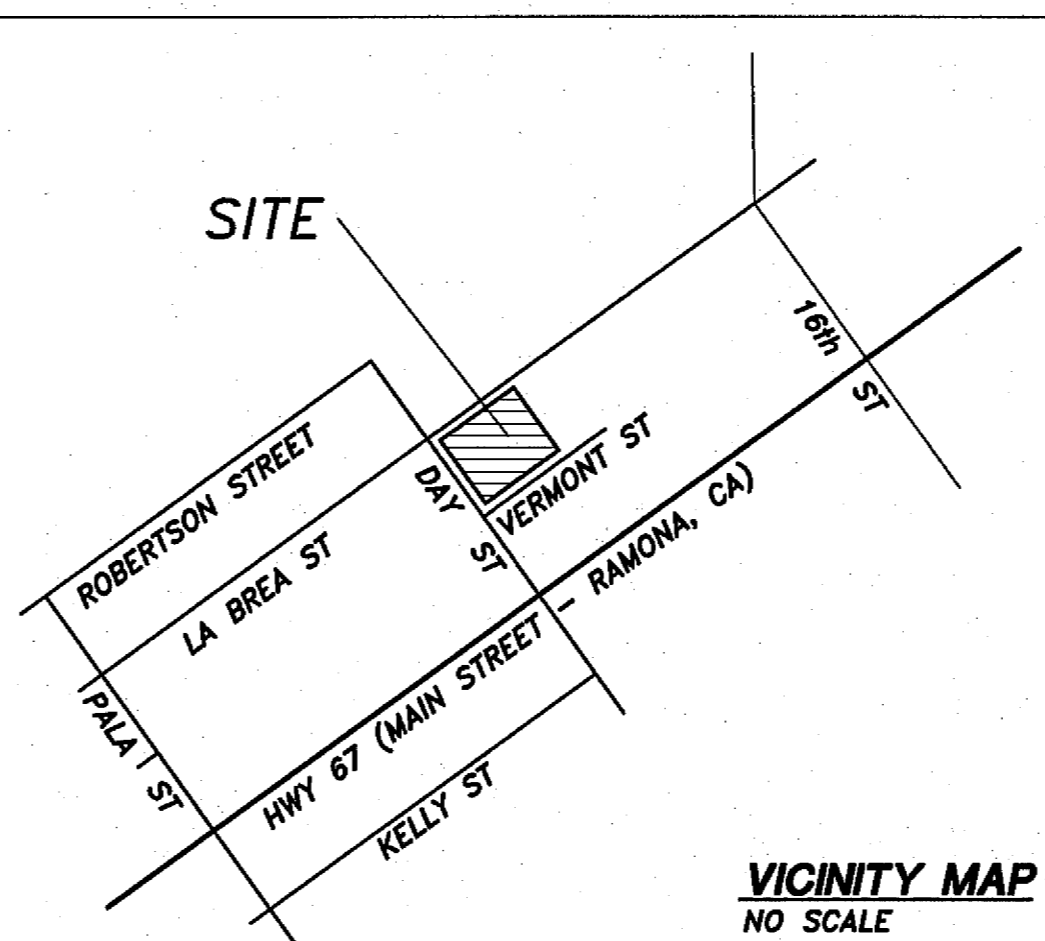 SITE
16th ST
ROBERTSON STREET
LA BREA ST
DAY ST
VERMONT ST
PALA ST
HWY 67 (MAIN STREET - RAMONA, CA)
KELLY ST
VICINITY MAP
NO SCALE